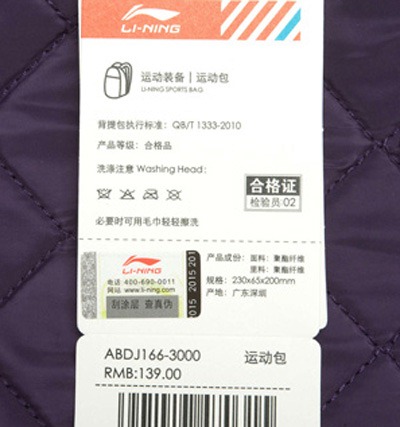 LI-NING
运动装备 | 运动包
LI-NING SPORTS BAG
背提包执行标准: QB/T 1333-2010
产品等级: 合格品
洗涤注意 Washing Head:
合格证
检验员 02
必要时可用毛巾轻轻擦洗
LI-NING
电话 400-690-0011
网站 www.li-ning.com
刮涂层 查真伪
2015 2015 201
产品成份: 面料: 聚酯纤维
里料: 聚酯纤维
规格: 230x65x200mm
产地: 广东深圳
ABDJ166-3000 运动包
RMB:139.00